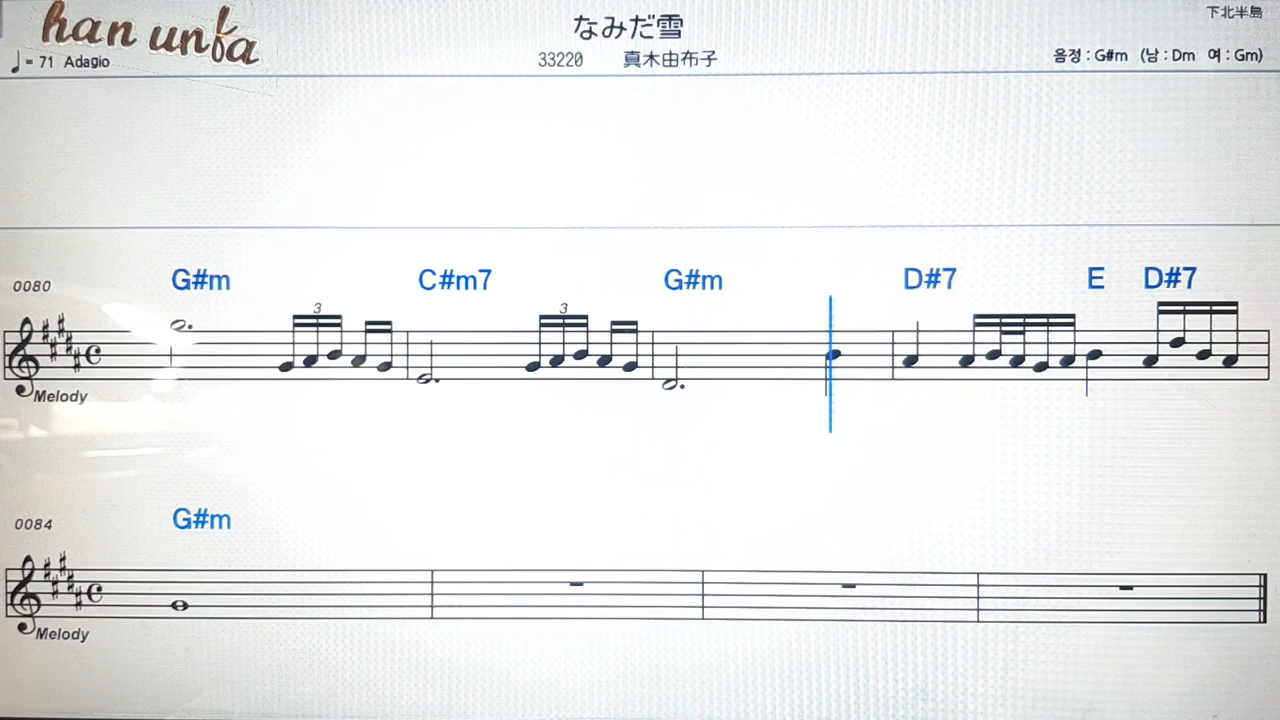 han unfa
下北半島
なみだ雪
♩= 71 Adagio
33220 真木由布子
음정 : G#m (남 : Dm 여 : Gm)
0080
G#m C#m7 G#m D#7 E D#7
3 3
Melody
0084
G#m
Melody